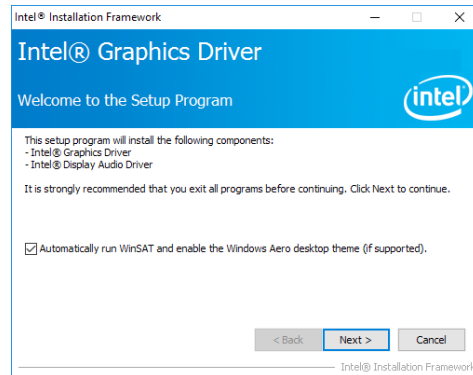 Intel® Installation Framework
Intel® Graphics Driver
Welcome to the Setup Program
intel
This setup program will install the following components:
- Intel® Graphics Driver
- Intel® Display Audio Driver
It is strongly recommended that you exit all programs before continuing. Click Next to continue.
Automatically run WinSAT and enable the Windows Aero desktop theme (if supported).
< Back Next > Cancel
Intel® Installation Framework